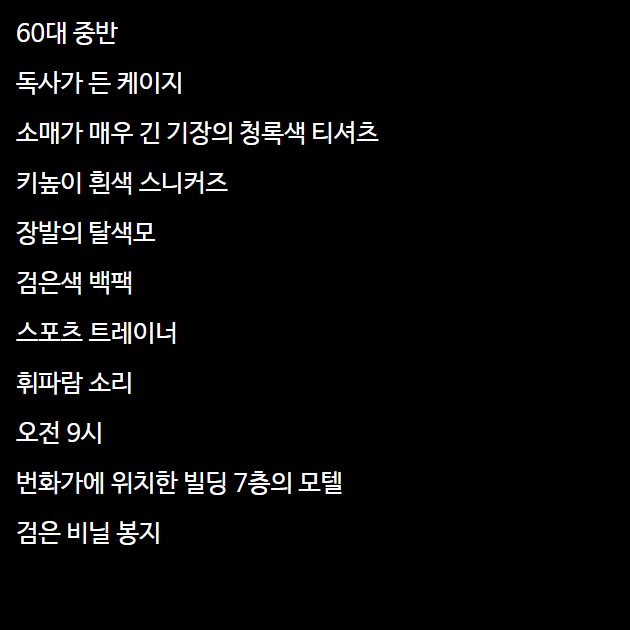 60대 중반
독사가 든 케이지
소매가 매우 긴 기장의 청록색 티셔츠
키높이 흰색 스니커즈
장발의 탈색모
검은색 백팩
스포츠 트레이너
휘파람 소리
오전 9시
번화가에 위치한 빌딩 7층의 모텔
검은 비닐 봉지